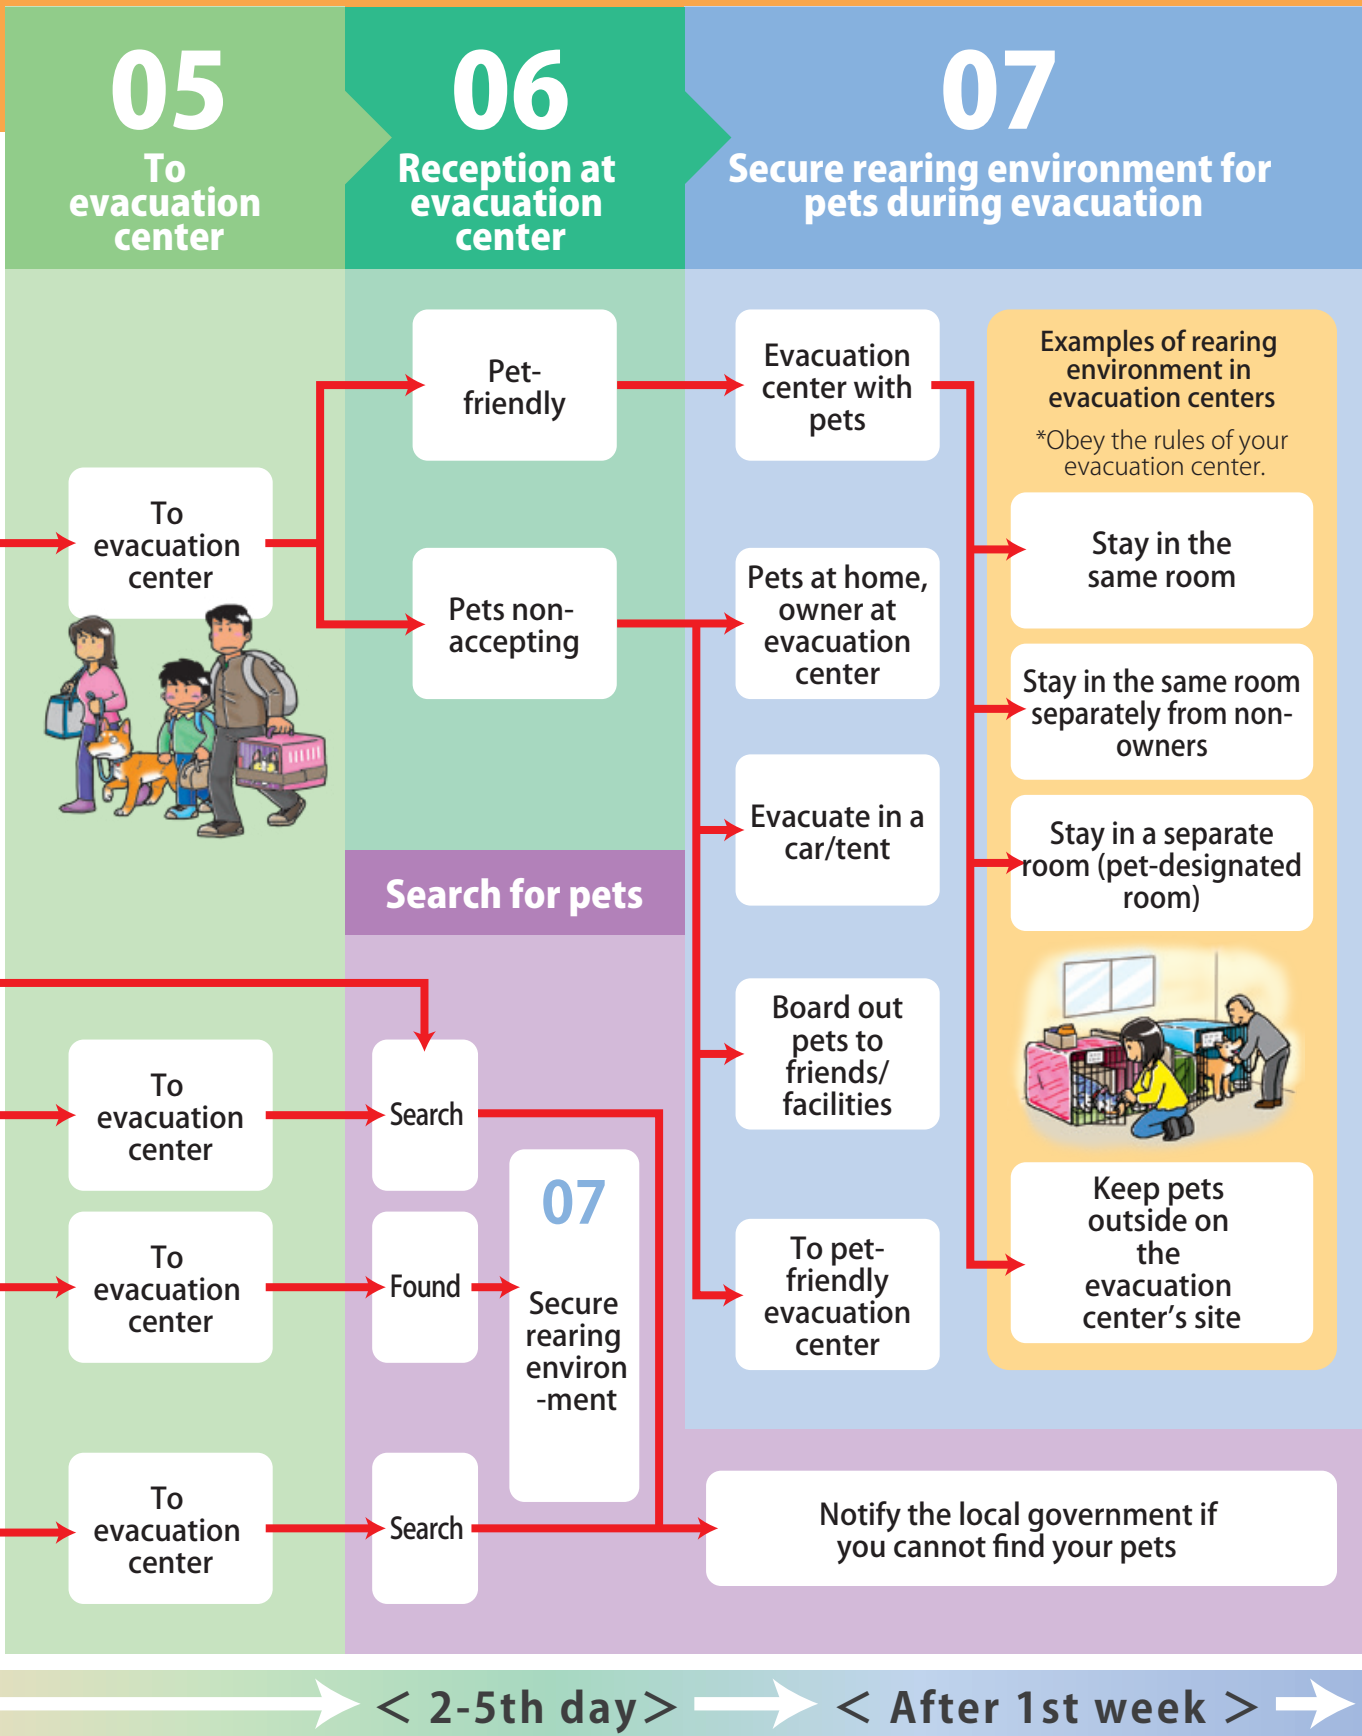 05
To
evacuation
center
06
Reception at
evacuation
center
07
Secure rearing environment for
pets during evacuation
To
evacuation
center
Pet-
friendly
Pets non-
accepting
Evacuation
center with
pets
Pets at home,
owner at
evacuation
center
Evacuate in a
car/tent
Board out
pets to
friends/
facilities
To pet-
friendly
evacuation
center
Examples of rearing
environment in
evacuation centers
*Obey the rules of your
evacuation center.
Stay in the
same room
Stay in the same room
separately from non-
owners
Stay in a separate
room (pet-designated
room)
Keep pets
outside on
the
evacuation
center's site
Search for pets
To
evacuation
center
Search
To
evacuation
center
Found
07
Secure
rearing
environ
-ment
To
evacuation
center
Search
Notify the local government if
you cannot find your pets
< 2-5th day >
< After 1st week >